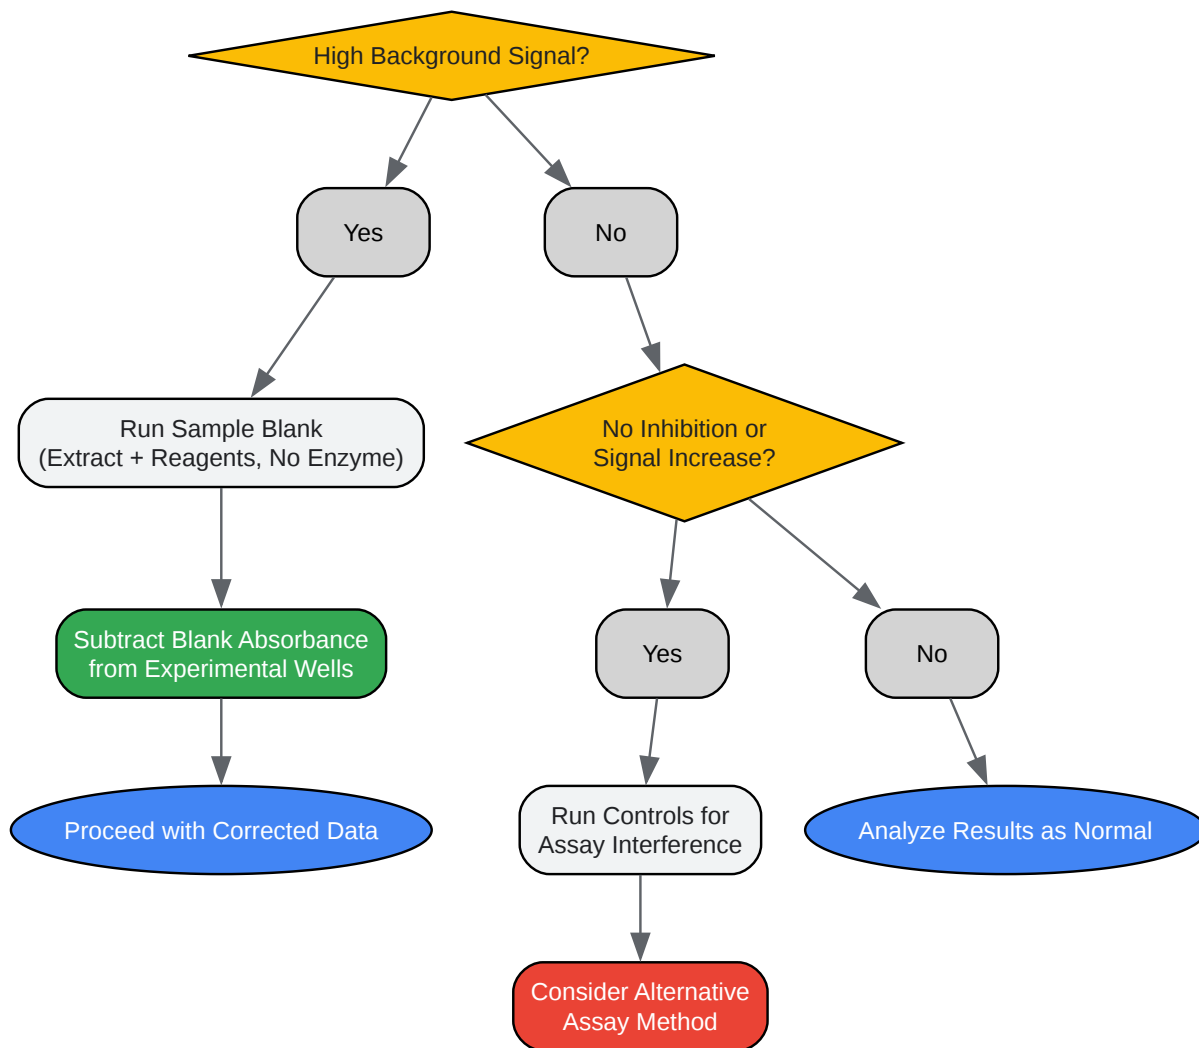 High Background Signal?
Yes
No
Run Sample Blank
(Extract + Reagents, No Enzyme)
No Inhibition or
Signal Increase?
Subtract Blank Absorbance
from Experimental Wells
Yes
No
Proceed with Corrected Data
Run Controls for
Assay Interference
Analyze Results as Normal
Consider Alternative
Assay Method